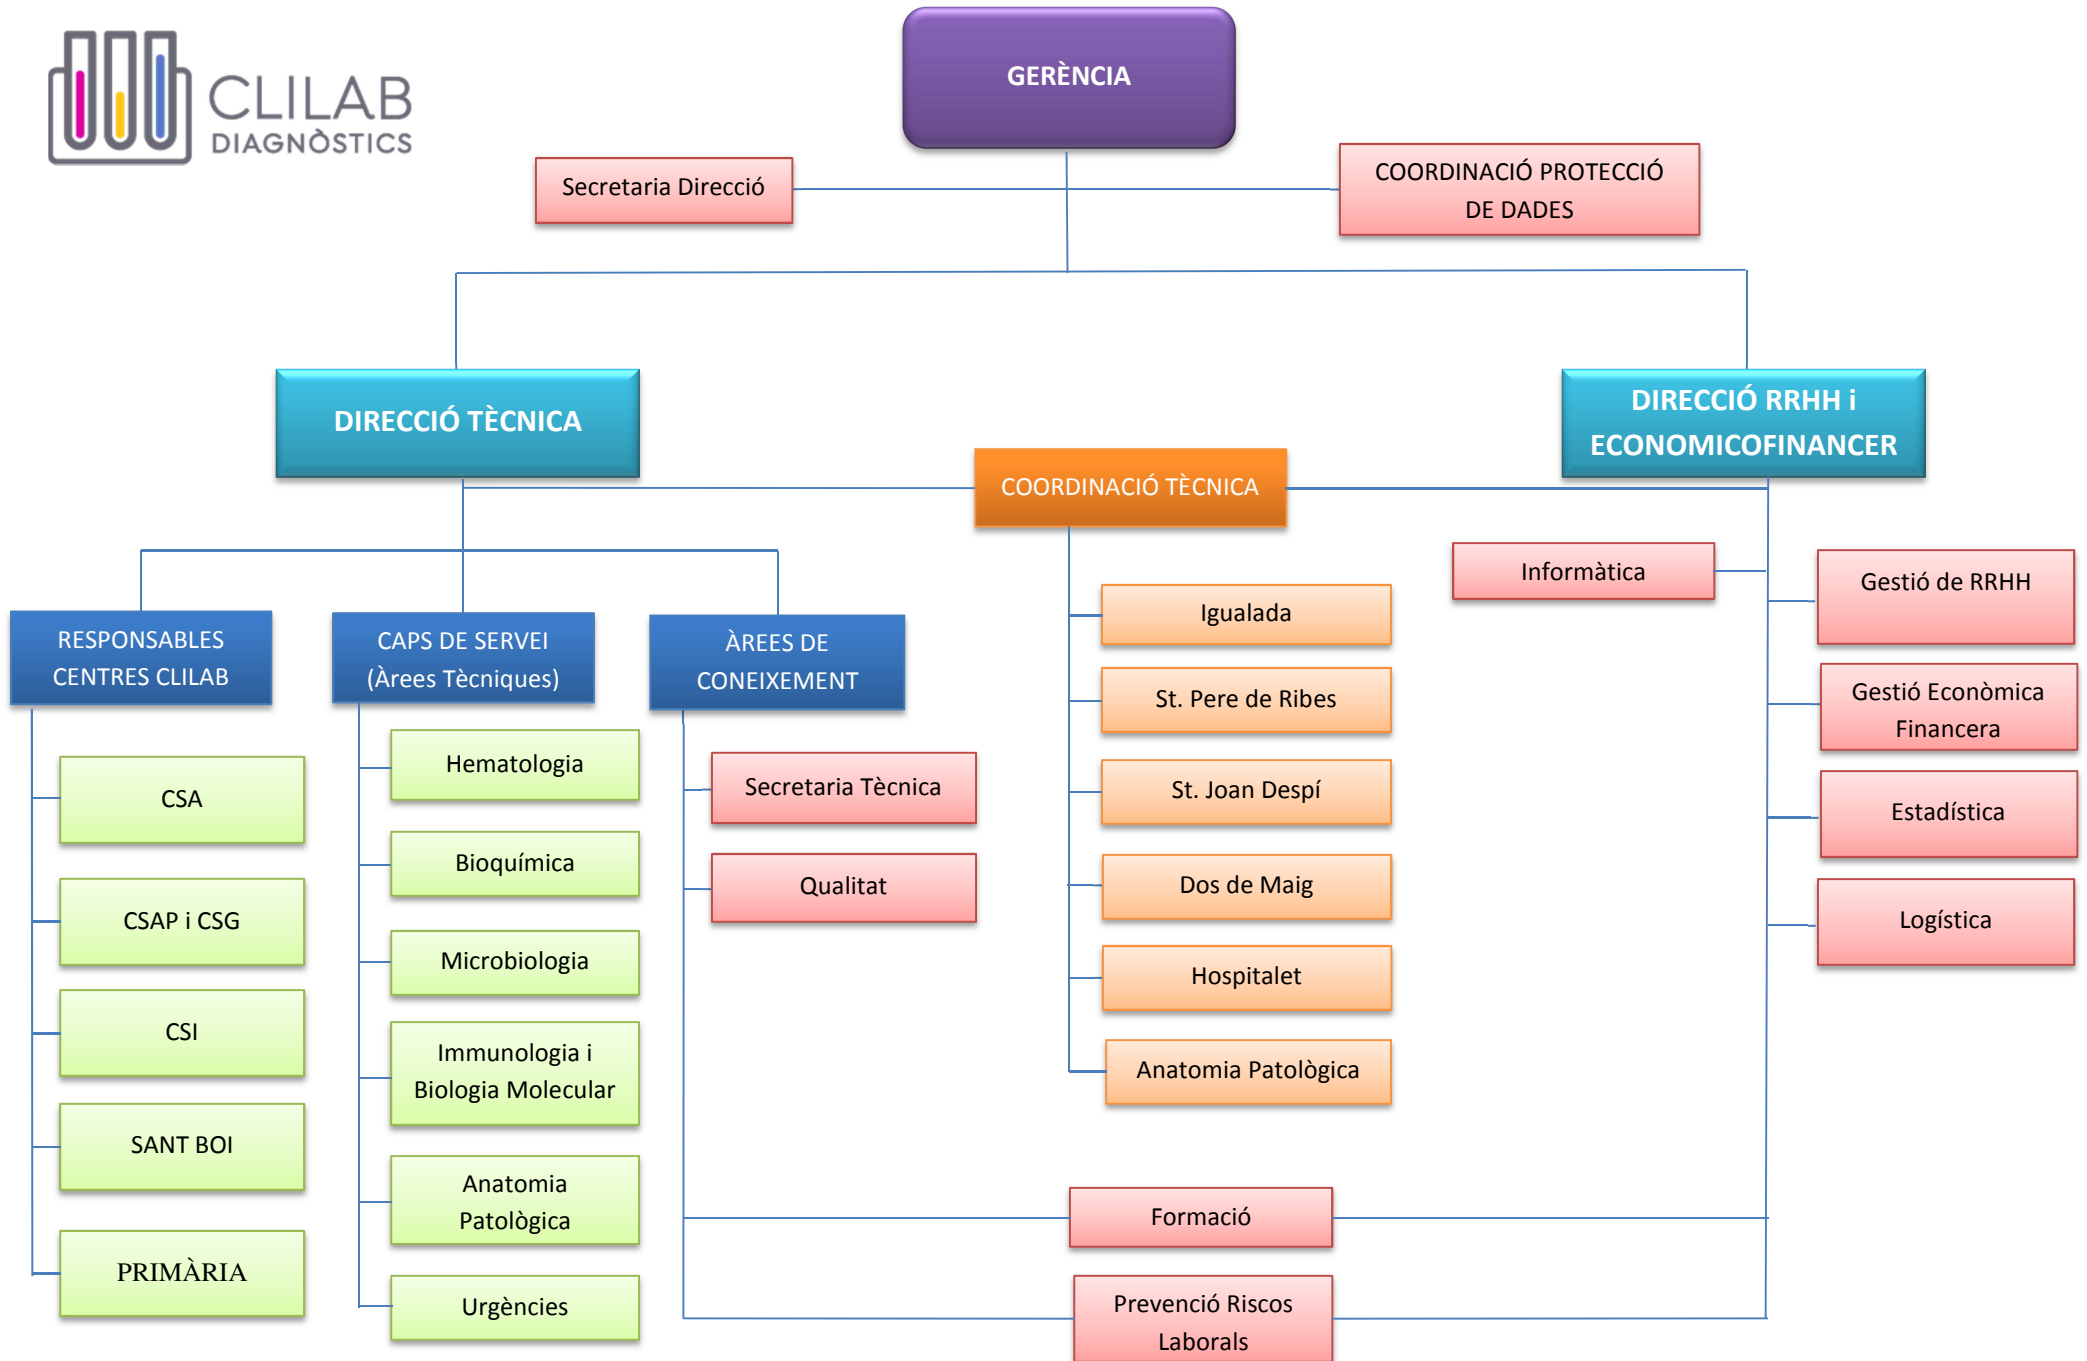 CLILAB
DIAGNÒSTICS
GERÈNCIA
Secretaria Direcció
COORDINACIÓ PROTECCIÓ
DE DADES
DIRECCIÓ TÈCNICA
DIRECCIÓ RRHH i
ECONOMICOFINANCER
COORDINACIÓ TÈCNICA
RESPONSABLES
CENTRES CLILAB
CSA
CSAP i CSG
CSI
SANT BOI
PRIMÀRIA
CAPS DE SERVEI
(Àrees Tècniques)
Hematologia
Bioquímica
Microbiologia
Immunologia i
Biologia Molecular
Anatomia
Patològica
Urgències
ÀREES DE
CONEIXEMENT
Secretaria Tècnica
Qualitat
Igualada
St. Pere de Ribes
St. Joan Despí
Dos de Maig
Hospitalet
Anatomia Patològica
Formació
Prevenció Riscos
Laborals
Informàtica
Gestió de RRHH
Gestió Econòmica
Financera
Estadística
Logística